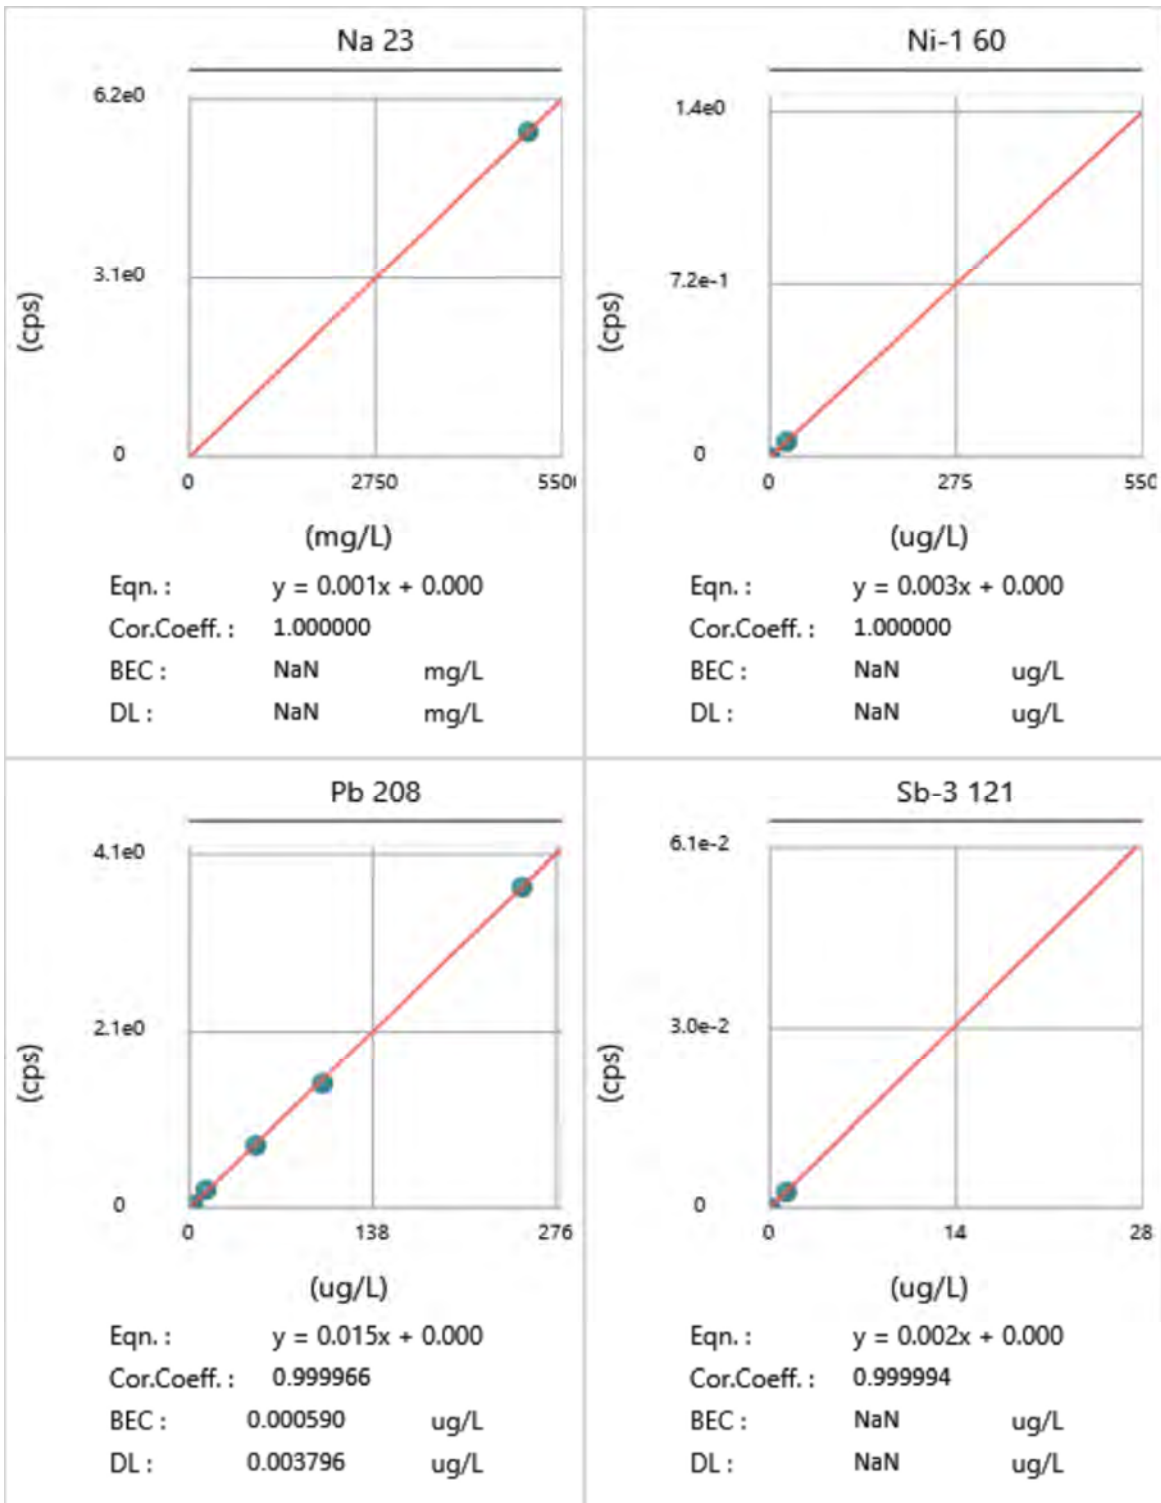 Na 23
6.2e0
3.1e0
0
(cps)
0 2750 550
(mg/L)
Eqn. : y = 0.001x + 0.000
Cor.Coeff. : 1.000000
BEC : NaN mg/L
DL : NaN mg/L
Ni-1 60
1.4e0
7.2e-1
0
(cps)
0 275 550
(ug/L)
Eqn. : y = 0.003x + 0.000
Cor.Coeff. : 1.000000
BEC : NaN ug/L
DL : NaN ug/L
Pb 208
4.1e0
2.1e0
0
(cps)
0 138 276
(ug/L)
Eqn. : y = 0.015x + 0.000
Cor.Coeff. : 0.999966
BEC : 0.000590 ug/L
DL : 0.003796 ug/L
Sb-3 121
6.1e-2
3.0e-2
0
(cps)
0 14 28
(ug/L)
Eqn. : y = 0.002x + 0.000
Cor.Coeff. : 0.999994
BEC : NaN ug/L
DL : NaN ug/L